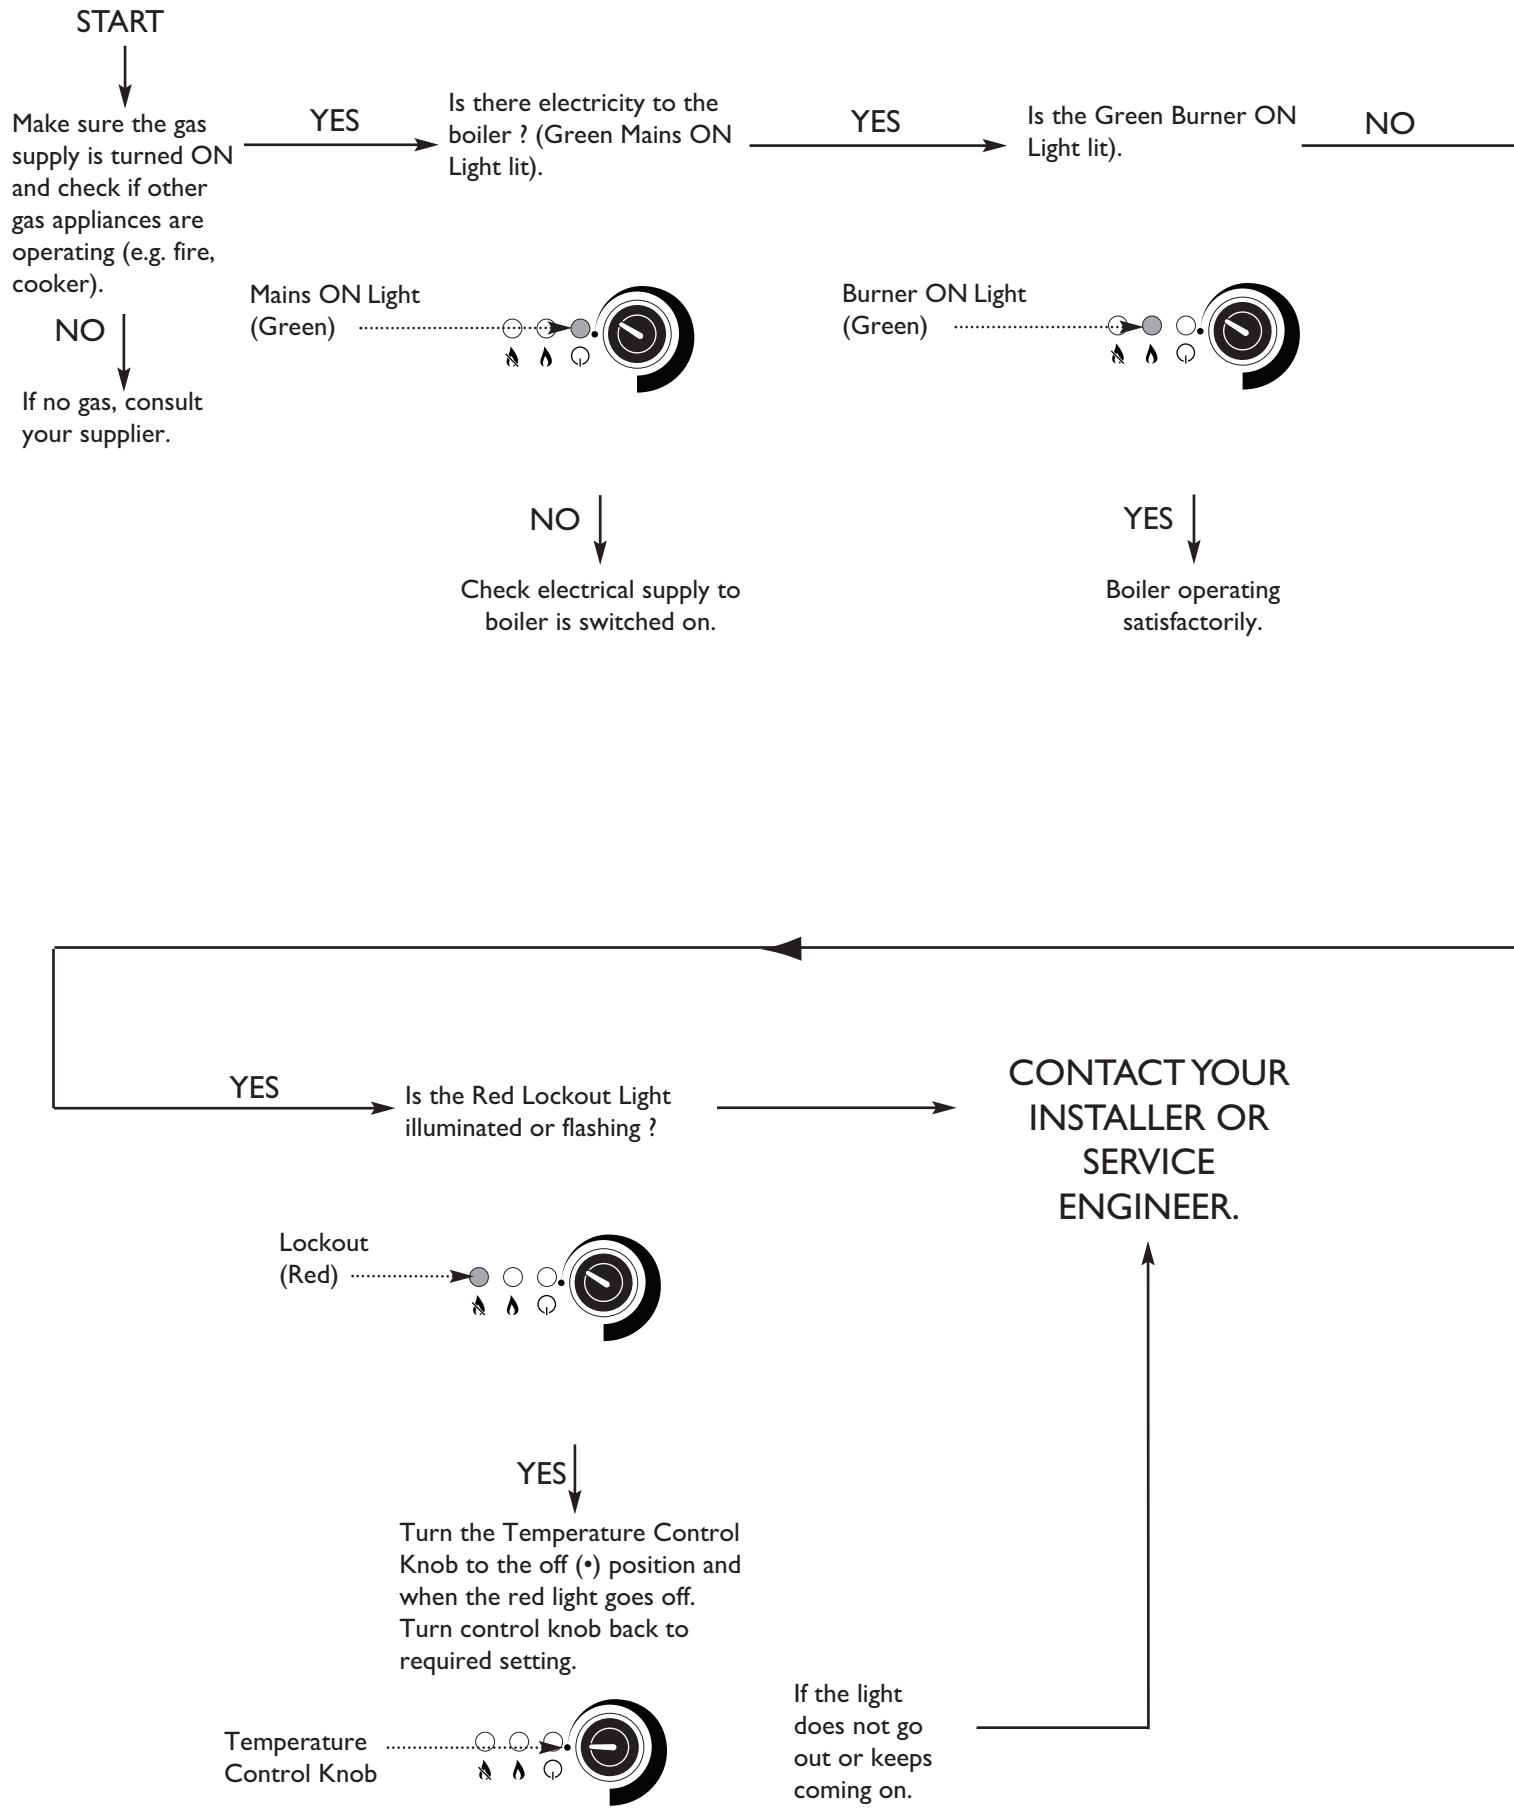 START
Make sure the gas
supply is turned ON
and check if other
gas appliances are
operating (e.g. fire,
cooker).
NO
If no gas, consult
your supplier.
YES
Is there electricity to the
boiler ? (Green Mains ON
Light lit).
Mains ON Light
(Green)
NO
Check electrical supply to
boiler is switched on.
YES
Is the Green Burner ON
Light lit).
Burner ON Light
(Green)
YES
Boiler operating
satisfactorily.
NO
YES
Is the Red Lockout Light
illuminated or flashing ?
Lockout
(Red)
YES
Turn the Temperature Control
Knob to the off (•) position and
when the red light goes off.
Turn control knob back to
required setting.
Temperature
Control Knob
If the light
does not go
out or keeps
coming on.
CONTACT YOUR
INSTALLER OR
SERVICE
ENGINEER.